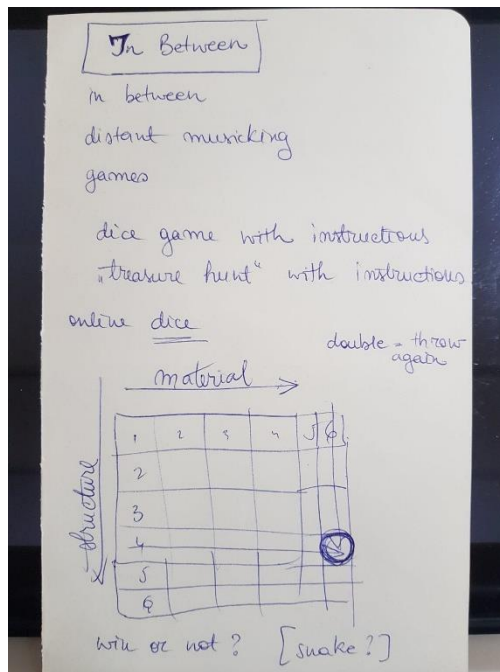 In Between
in between
distant musicking
games
dice game with instructions
„treasure hunt“ with instructions
online dice
double = throw
again
material
structure
1 2 3 4 5 6
2
3
4
5
6
win or not? [snake?]